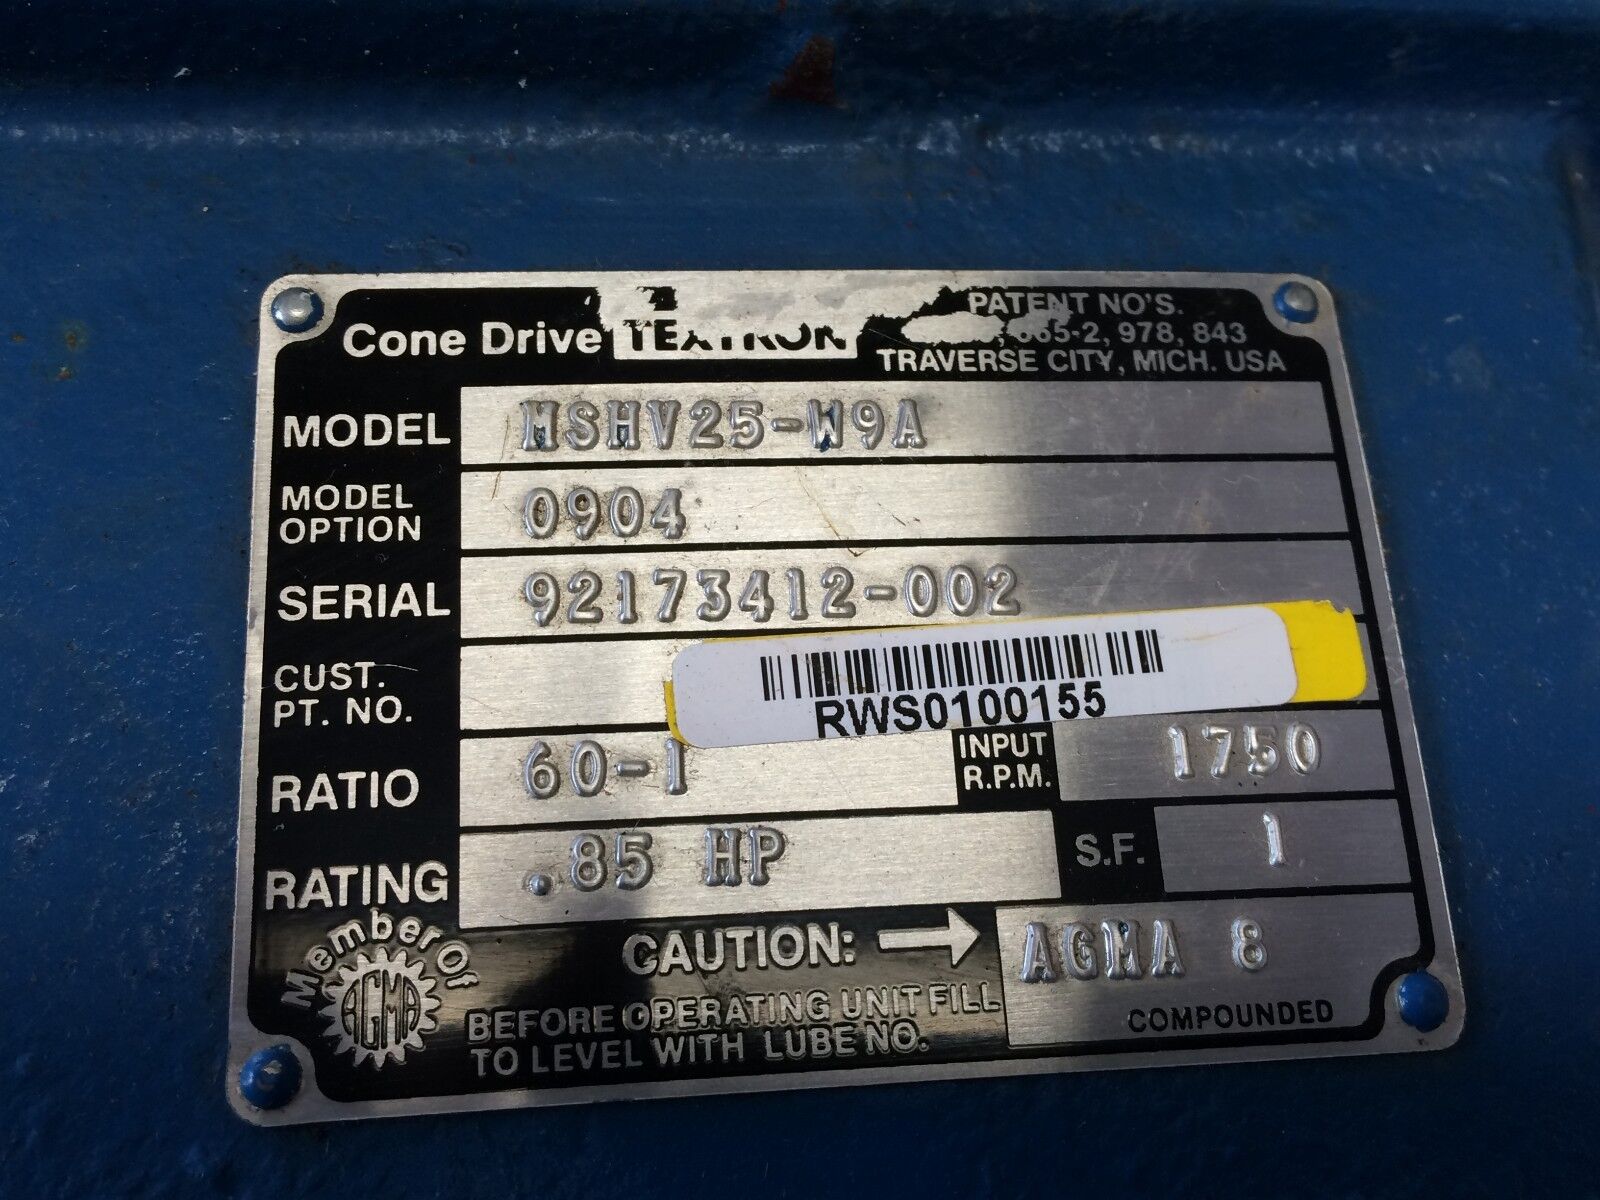 Cone Drive TEXTRON
PATENT NO'S.
978, 843
TRAVERSE CITY, MICH. USA
MODEL MSHV25-W9A
MODEL OPTION 0904
SERIAL 92173412-002
CUST. PT. NO.
RWS0100155
RATIO 60-1 INPUT R.P.M. 1750
RATING .85 HP S.F. 1
Member Of AGMA
CAUTION: AGMA 8
BEFORE OPERATING UNIT FILL
TO LEVEL WITH LUBE NO.
COMPOUNDED